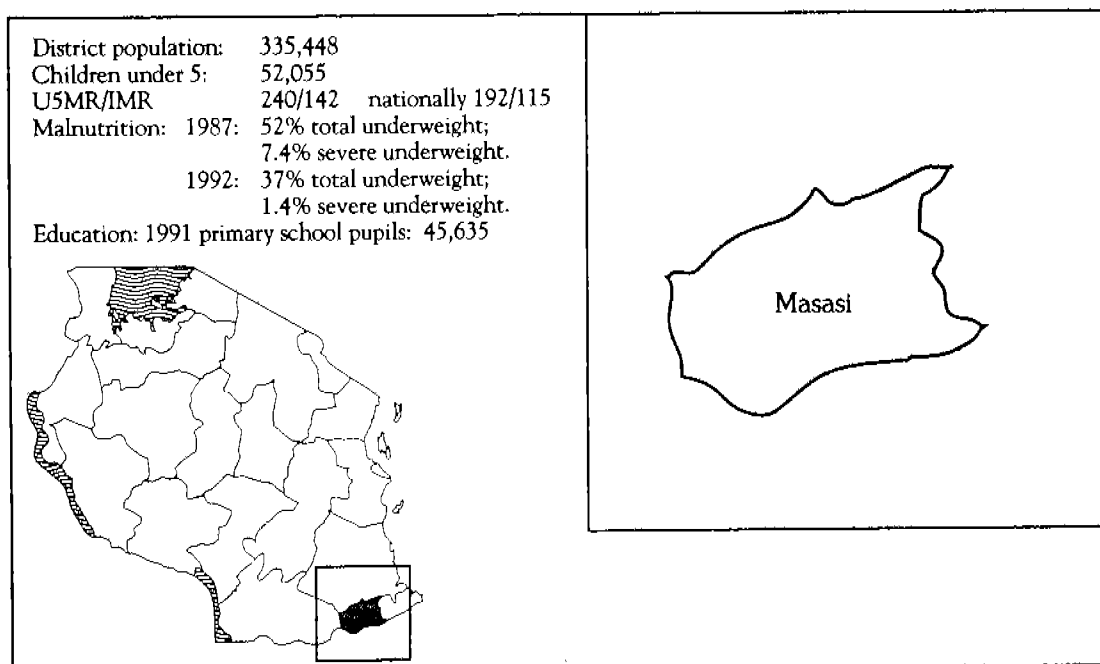 District population: 335,448
Children under 5: 52,055
U5MR/IMR 240/142 nationally 192/115
Malnutrition: 1987: 52% total underweight;
7.4% severe underweight.
1992: 37% total underweight;
1.4% severe underweight.
Education: 1991 primary school pupils: 45,635
Masasi